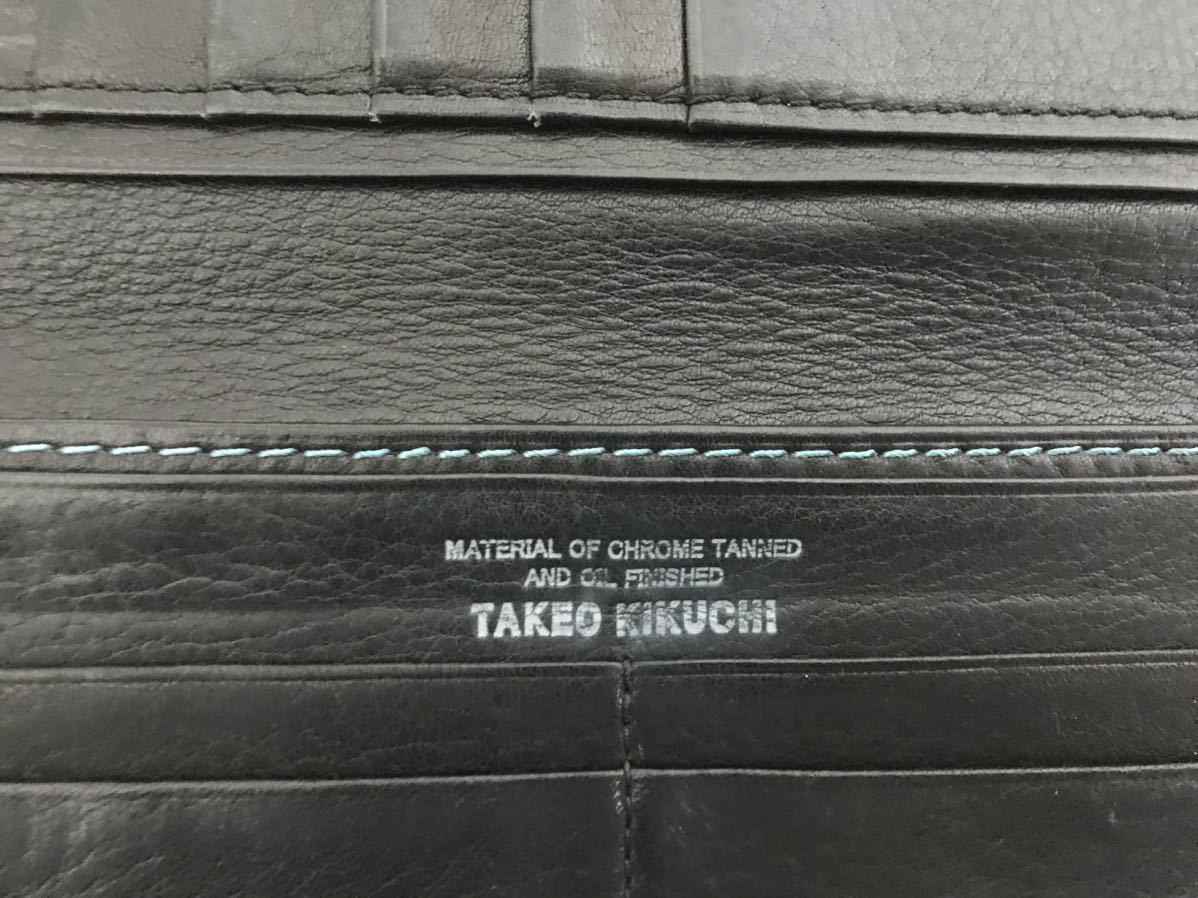 MATERIAL OF CHROME TANNED
AND OIL FINISHED
TAKEO KIKUCHI